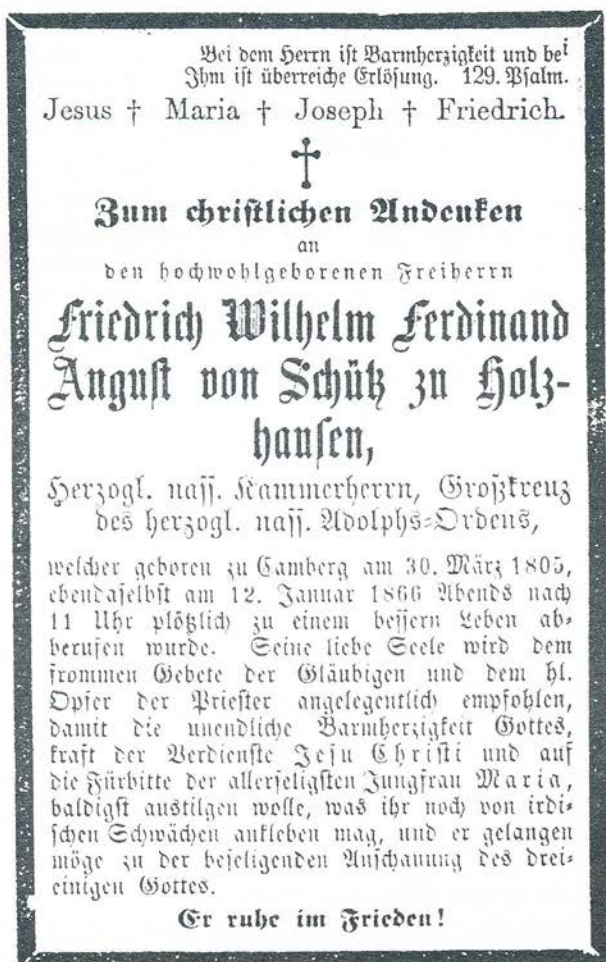 Bei dem Herrn ist Barmherzigkeit und bei
Ihm ist überreiche Erlösung. 129. Psalm.
Jesus † Maria † Joseph † Friedrich.
†
Zum christlichen Andenken
an
den hochwohlgeborenen Freiherrn
Friedrich Wilhelm Ferdinand
August von Schütz zu Holz-
hausen,
Herzogl. nass. Kammerherrn, Großkreuz
des herzogl. nass. Adolphs-Ordens,
welcher geboren zu Camberg am 30. März 1805,
ebendaselbst am 12. Januar 1866 Abends nach
11 Uhr plötzlich zu einem bessern Leben ab-
berufen wurde. Seine liebe Seele wird dem
frommen Gebete der Gläubigen und dem hl.
Opfer der Priester angelegentlich empfohlen,
damit die unendliche Barmherzigkeit Gottes,
kraft der Verdienste Jesu Christi und auf
die Fürbitte der allerseligsten Jungfrau Maria,
baldigst austilgen wolle, was ihr noch von irdi-
schen Schwächen ankleben mag, und er gelangen
möge zu der beseligenden Anschauung des drei-
einigen Gottes.
Er ruhe im Frieden!